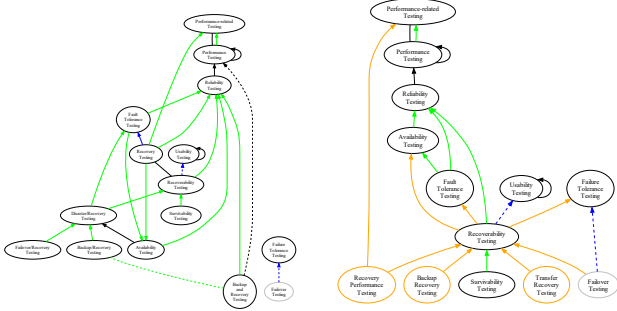 Performance-related
Testing
Performance
Testing
Reliability
Testing
Fault
Tolerance
Testing
Recovery
Testing
Usability
Testing
Recoverability
Testing
Disaster/Recovery
Testing
Survivability
Testing
Failover/Recovery
Testing
Backup/Recovery
Testing
Availability
Testing
Backup
and
Recovery
Testing
Failure
Tolerance
Testing
Failover
Testing
Performance-related
Testing
Performance
Testing
Reliability
Testing
Availability
Testing
Fault
Tolerance
Testing
Usability
Testing
Failure
Tolerance
Testing
Recoverability
Testing
Recovery
Performance
Testing
Backup
Recovery
Testing
Survivability
Testing
Transfer
Recovery
Testing
Failover
Testing